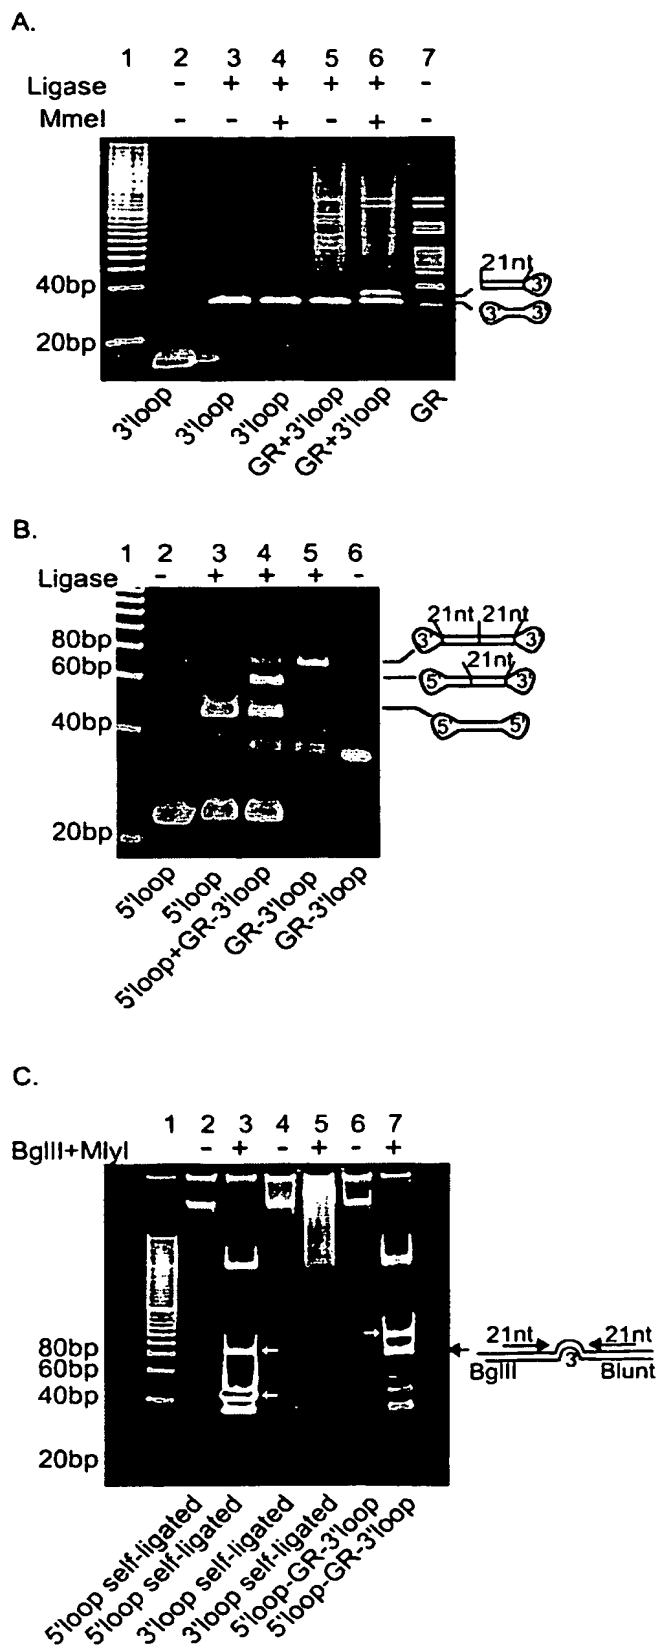 A.
1 2 3 4 5 6 7
Ligase - + + + + -
MmeI - - + - + -
40bp
20bp
21nt
3'
3' 3'
3'loop 3'loop 3'loop GR+3'loop GR+3'loop GR
B.
1 2 3 4 5 6
Ligase - + + + -
80bp
60bp
40bp
20bp
21nt 21nt
3' 3'
21nt
5' 3'
5' 5'
5'loop 5'loop 5'loop+GR-3'loop GR-3'loop GR-3'loop
C.
1 2 3 4 5 6 7
BglII+MlyI - + - + - +
80bp
60bp
40bp
20bp
21nt 21nt
3'
BglII Blunt
5'loop self-ligated 5'loop self-ligated 3'loop self-ligated 3'loop self-ligated 5'loop-GR-3'loop 5'loop-GR-3'loop